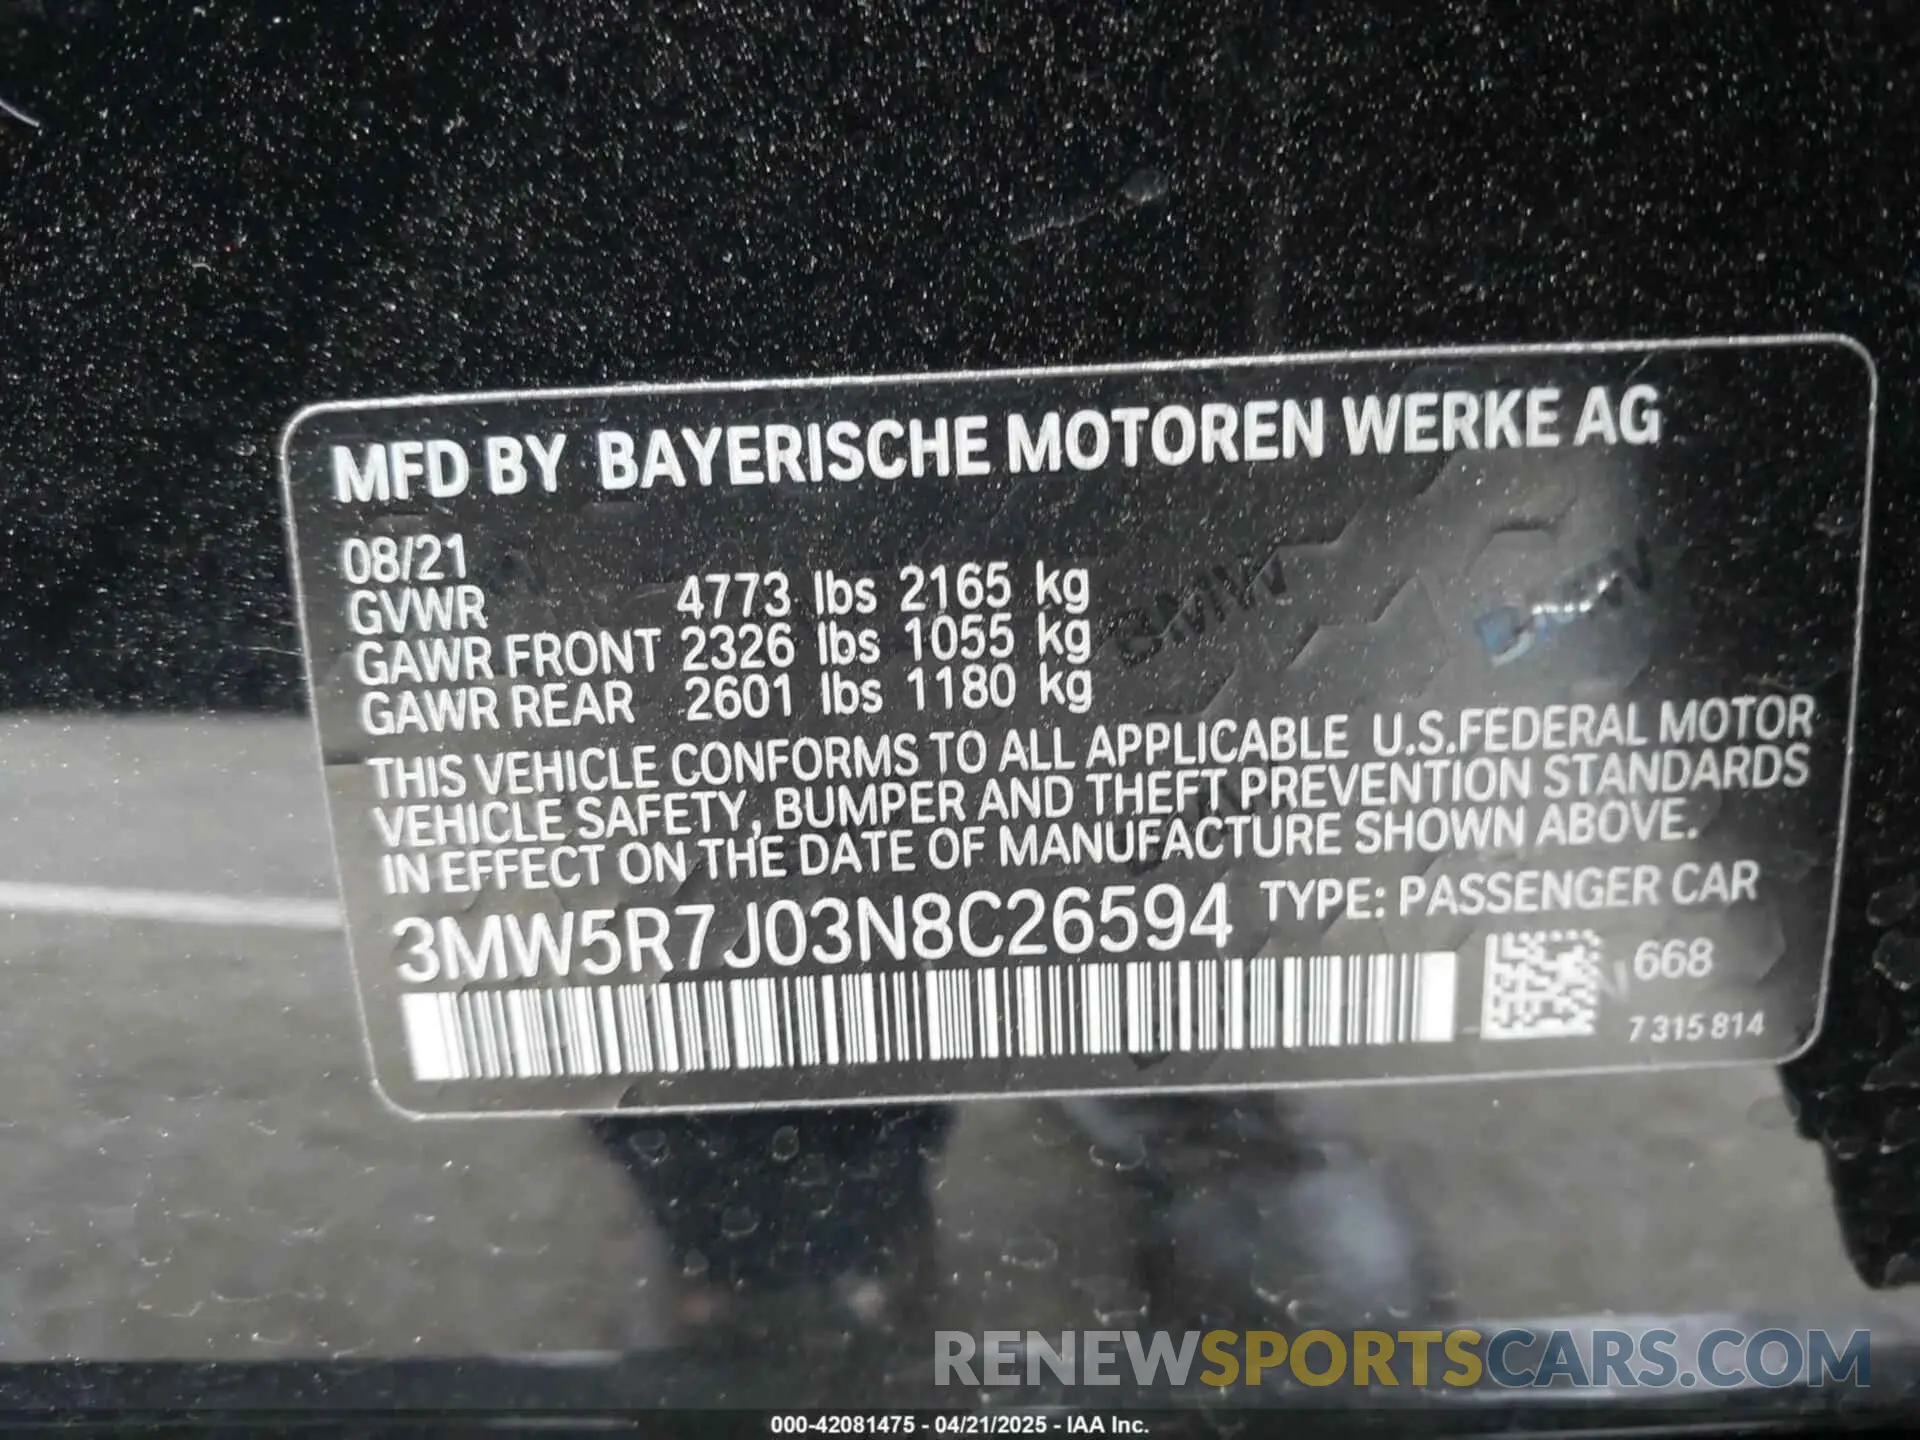 MFD BY BAYERISCHE MOTOREN WERKE AG
08/21
GVWR 4773 lbs 2165 kg
GAWR FRONT 2326 lbs 1055 kg
GAWR REAR 2601 lbs 1180 kg
THIS VEHICLE CONFORMS TO ALL APPLICABLE U.S.FEDERAL MOTOR
VEHICLE SAFETY, BUMPER AND THEFT PREVENTION STANDARDS
IN EFFECT ON THE DATE OF MANUFACTURE SHOWN ABOVE.
3MW5R7J03N8C26594 TYPE: PASSENGER CAR
668
7 315 814
BMW
BMW
RENEWSPORTSCARS.COM
000-42081475 - 04/21/2025 - IAA Inc.